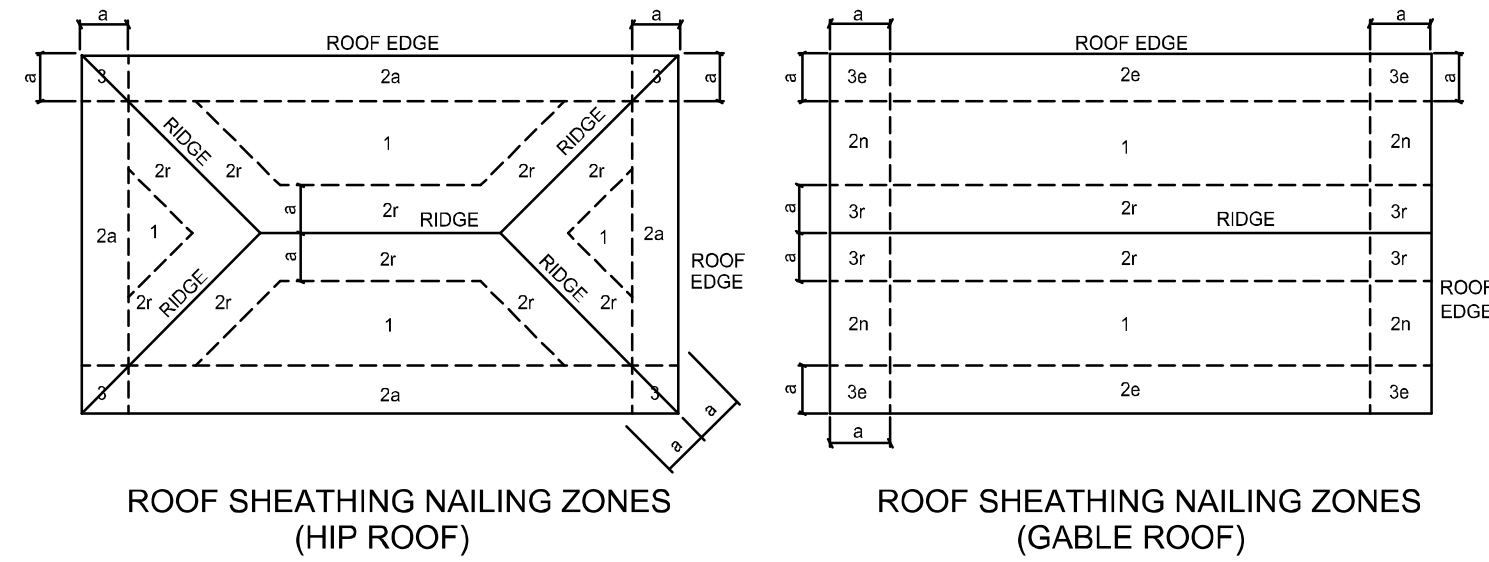 a a a a
ROOF EDGE ROOF EDGE
a 3 2a 3 a a 3e 2e 3e a
RIDGE 1 RIDGE 2n 1 2n
2r 2r 2r 2r
a 2r RIDGE a 3r 2r RIDGE 3r
2a 1 1 2a
a 2r a 3r 2r 3r
ROOF
EDGE
RIDGE RIDGE
ROOF
EDGE
2r 2r 2r 2r
1 2n 1 2n
3 2a 3 a 3e 2e 3e
a a a
ROOF SHEATHING NAILING ZONES
(HIP ROOF)
ROOF SHEATHING NAILING ZONES
(GABLE ROOF)